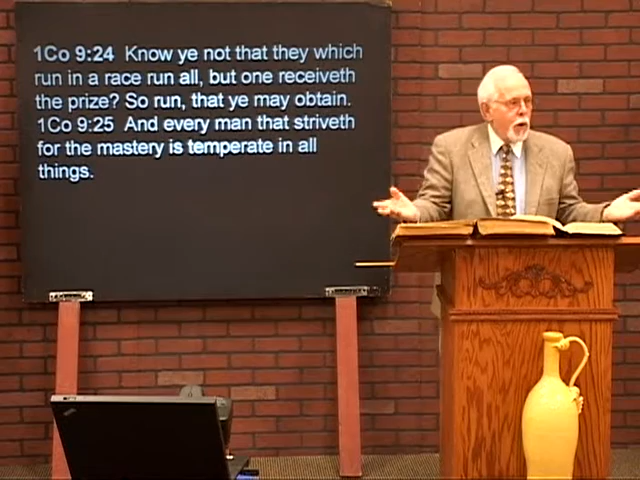 1Co 9:24 Know ye not that they which
run in a race run all, but one receiveth
the prize? So run, that ye may obtain.
1Co 9:25 And every man that striveth
for the mastery is temperate in all
things.